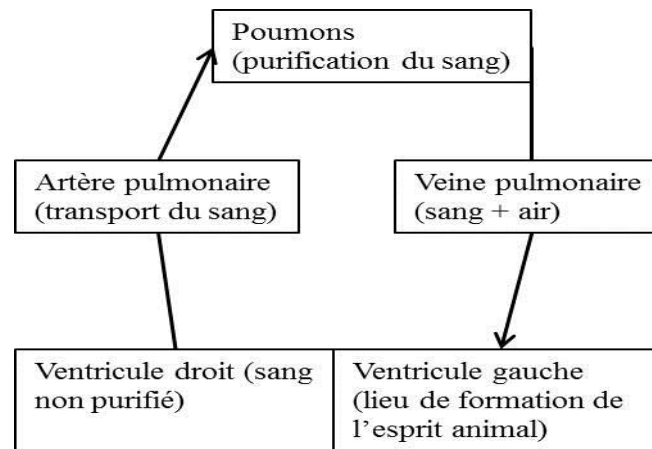 Poumons
(purification du sang)
Artère pulmonaire
(transport du sang)
Veine pulmonaire
(sang + air)
Ventricule droit (sang
non purifié)
Ventricule gauche
(lieu de formation de
l'esprit animal)